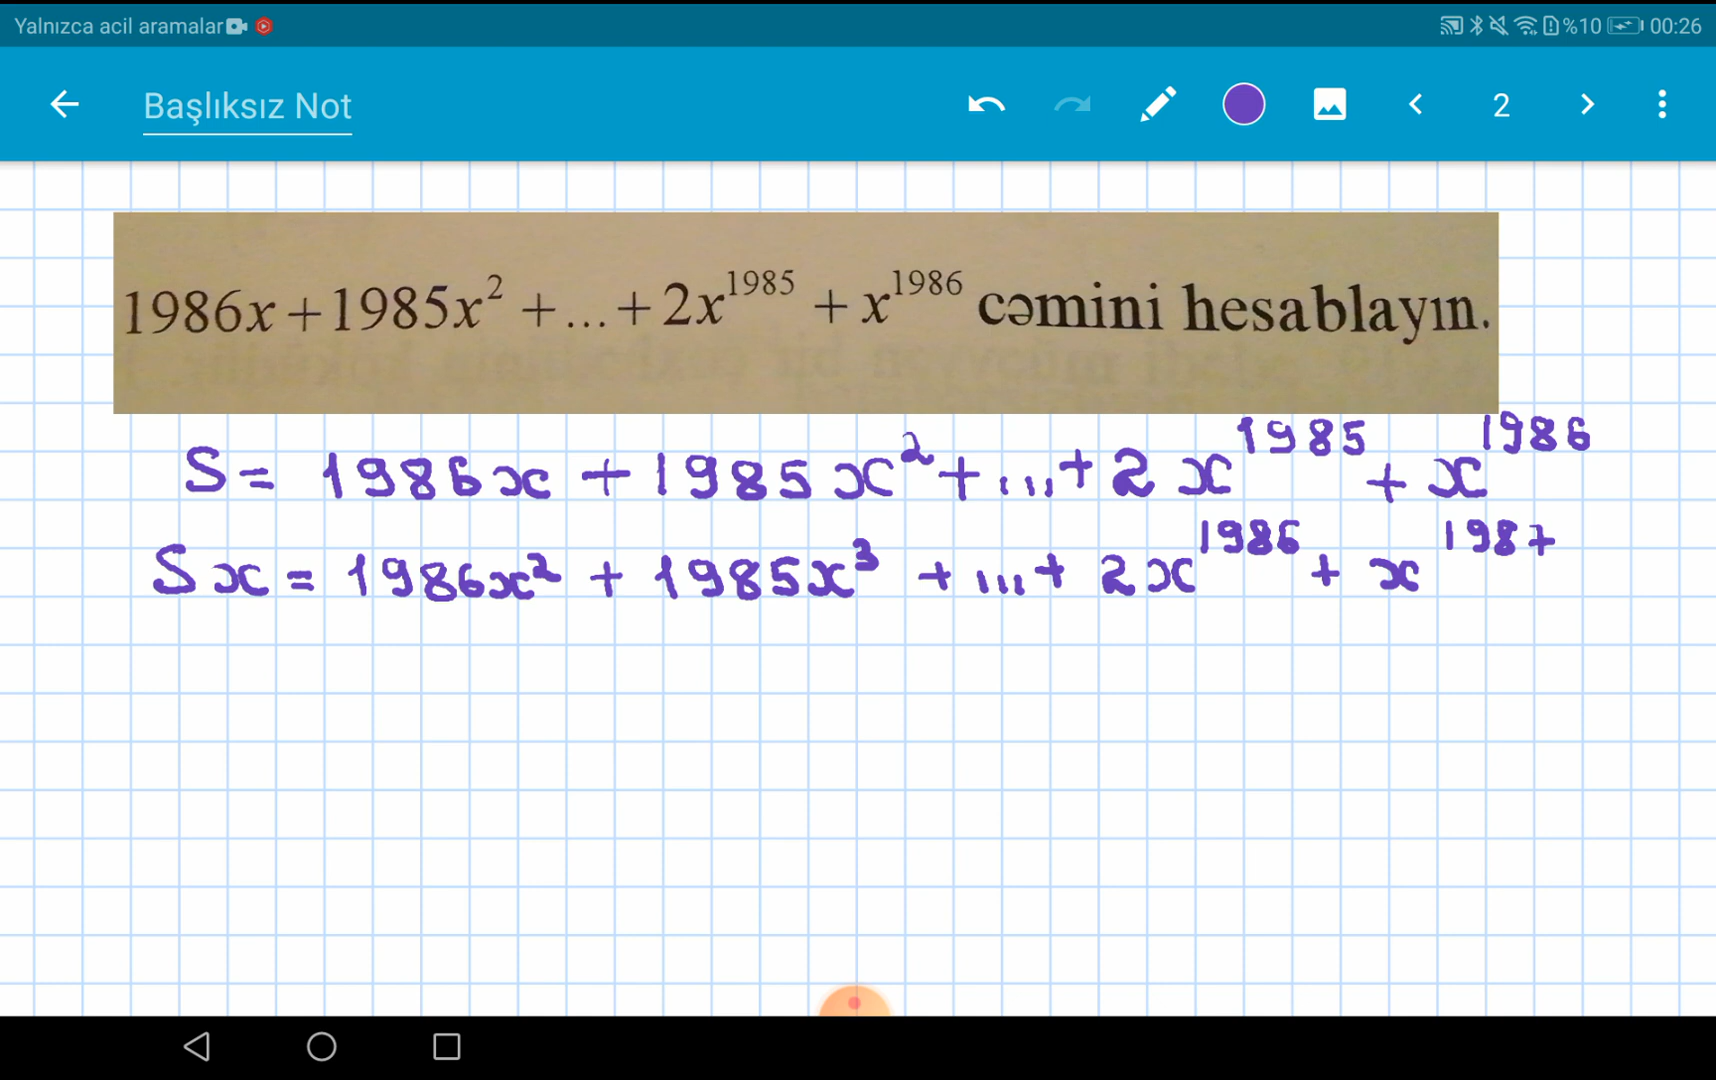 Yalnızca acil aramalar %10 00:26
Başlıksız Not 2
1986x+1985x² + ... + 2x¹⁹⁸⁵ + x¹⁹⁸⁶ cəmini hesablayın.
S = 1986x + 1985x² + ... + 2x¹⁹⁸⁵ + x¹⁹⁸⁶
Sx = 1986x² + 1985x³ + ... + 2x¹⁹⁸⁶ + x¹⁹⁸⁷